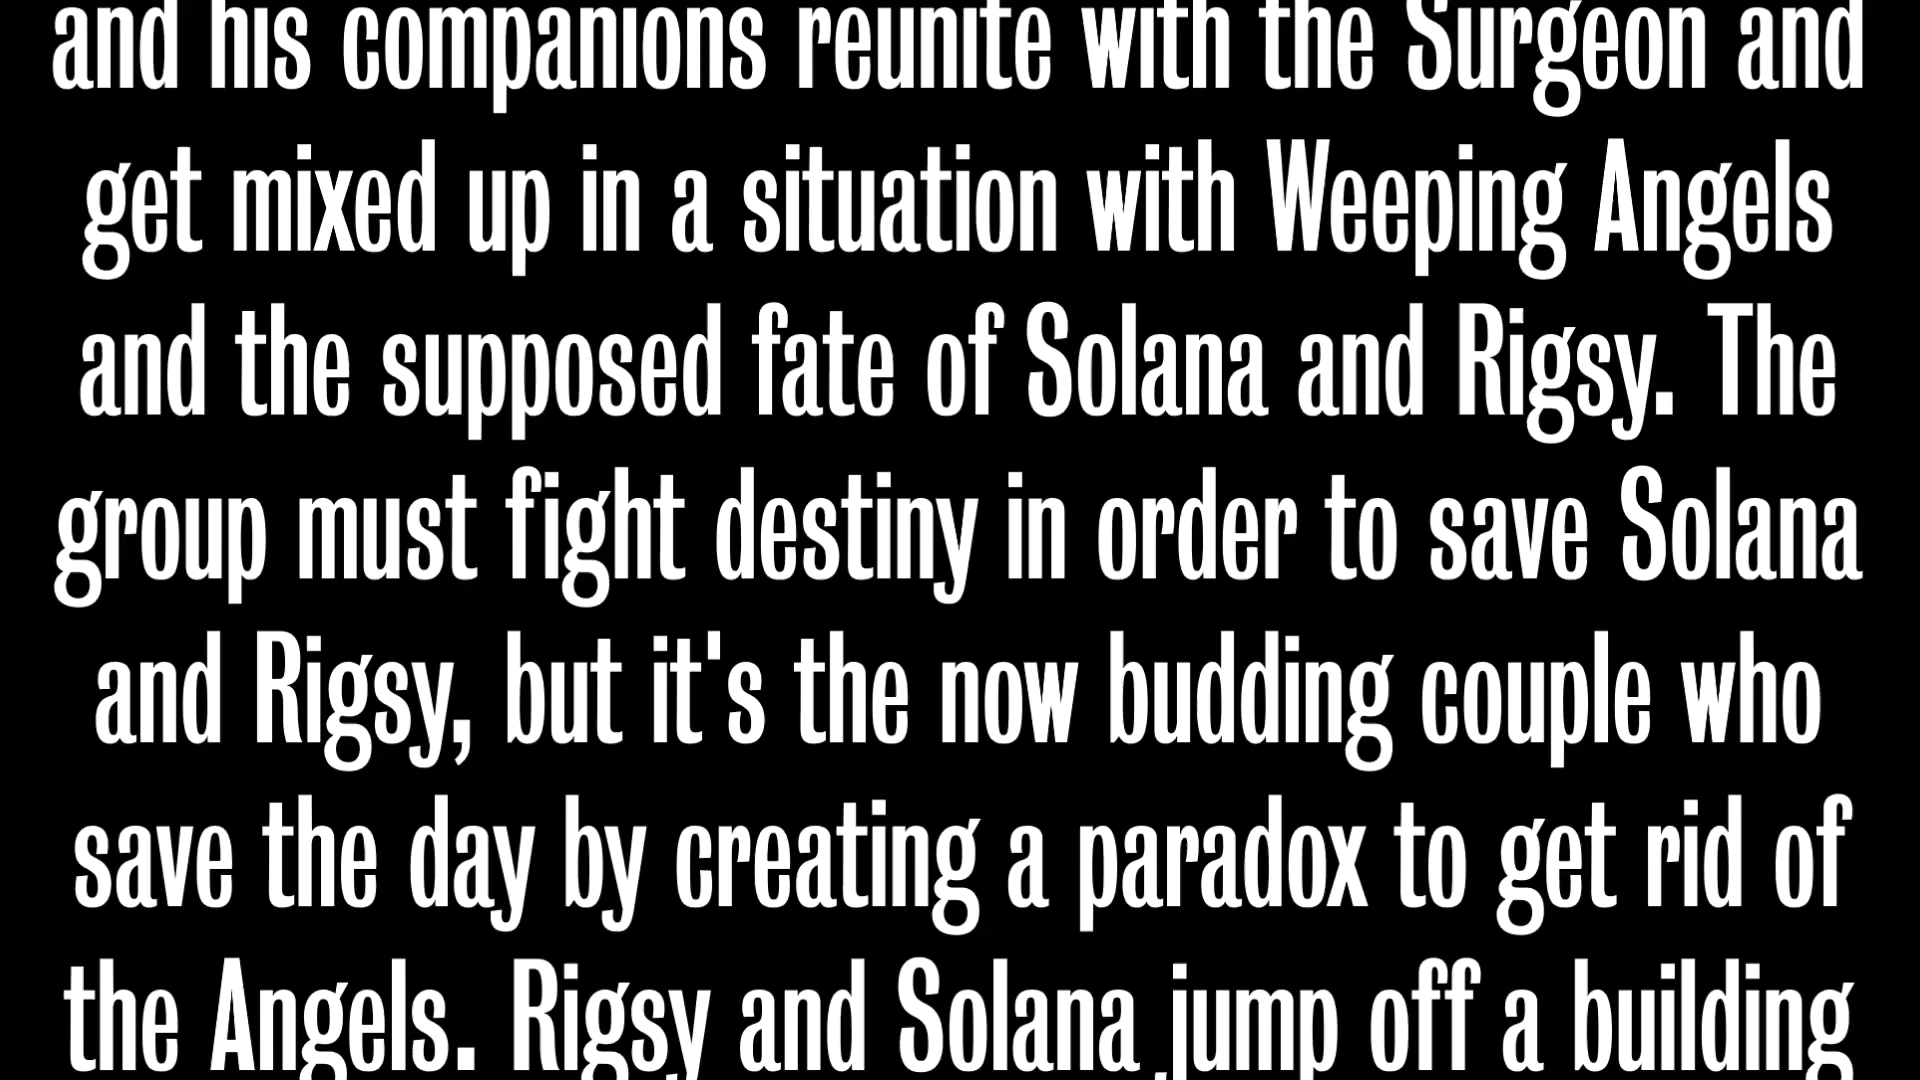 and his companions reunite with the Surgeon and
get mixed up in a situation with Weeping Angels
and the supposed fate of Solana and Rigsy. The
group must fight destiny in order to save Solana
and Rigsy, but it's the now budding couple who
save the day by creating a paradox to get rid of
the Angels. Rigsy and Solana jump off a building